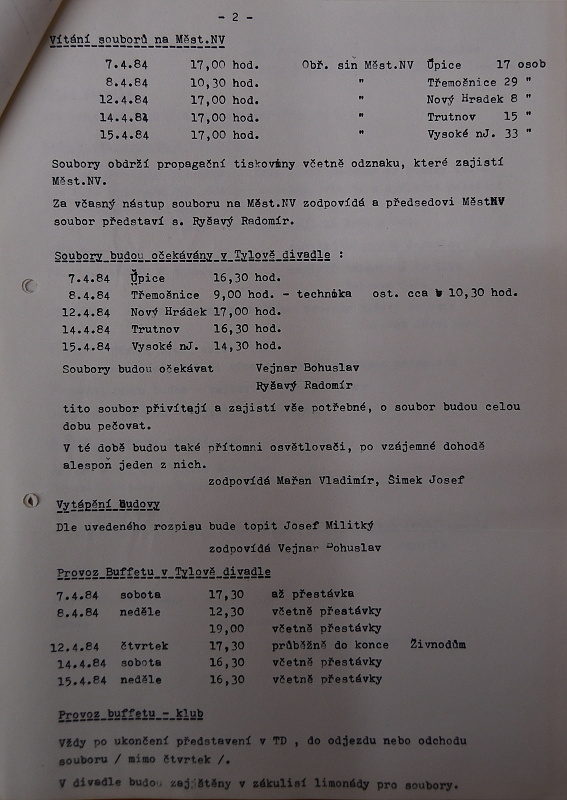 - 2 -
Vítání souborů na Měst.NV
7.4.84 17,00 hod. Obř. siň Měst.NV Úpice 17 osob
8.4.84 10,30 hod. " Třemošnice 29 "
12.4.84 17,00 hod. " Nový Hradek 8 "
14.4.84 17,00 hod. " Trutnov 15 "
15.4.84 17,00 hod. " Vysoké nJ. 33 "
Soubory obdrží propagační tiskoviny včetně odznaku, které zajistí
Měst.NV.
Za včasný nástup souboru na Měst.NV zodpovídá a předsedovi MěstNV
soubor představí s. Ryšavý Radomír.
Soubory budou očekávány v Tylově divadle :
7.4.84 Úpice 16,30 hod.
8.4.84 Třemošnice 9,00 hod. - technika ost. cca v 10,30 hod.
12.4.84 Nový Hrádek 17,00 hod.
14.4.84 Trutnov 16,30 hod.
15.4.84 Vysoké nJ. 14,30 hod.
Soubory budou očekávat Vejnar Bohuslav
Ryšavý Radomír
tito soubor přivítají a zajistí vše potřebné, o soubor budou celou
dobu pečovat.
V té době budou také přítomni osvětlovači, po vzájemné dohodě
alespoň jeden z nich.
zodpovídá Mařan Vladimír, Šimek Josef
Vytápění budovy
Dle uvedeného rozpisu bude topit Josef Militký
zodpovídá Vejnar Bohuslav
Provoz Buffetu v Tylově divadle
7.4.84 sobota 17,30 až přestávka
8.4.84 neděle 12,30 včetně přestávky
19,00 včetně přestávky
12.4.84 čtvrtek 17,30 průběžně do konce Živnodům
14.4.84 sobota 16,30 včetně přestávky
15.4.84 neděle 16,30 včetně přestávky
Provoz buffetu - klub
Vždy po ukončení představení v TD , do odjezdu nebo odchodu
souboru / mimo čtvrtek /.
V divadle budou zajištěny v zákulisí limonády pro soubory.